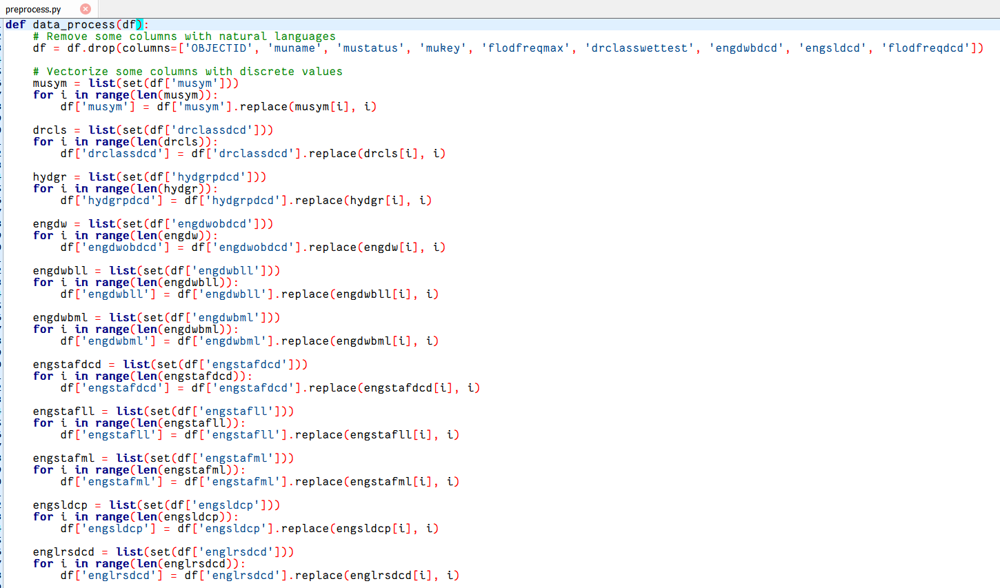 preprocess.py
def data_process(df):
    # Remove some columns with natural languages
    df = df.drop(columns=['OBJECTID', 'muname', 'mustatus', 'mukey', 'flodfreqmax', 'drclasswettest', 'engdwbdcd', 'engsldcd', 'flodfreqdcd'])
    # Vectorize some columns with discrete values
    musym = list(set(df['musym']))
    for i in range(len(musym)):
        df['musym'] = df['musym'].replace(musym[i], i)
    drcls = list(set(df['drclassdcd']))
    for i in range(len(drcls)):
        df['drclassdcd'] = df['drclassdcd'].replace(drcls[i], i)
    hydgr = list(set(df['hydgrpdcd']))
    for i in range(len(hydgr)):
        df['hydgrpdcd'] = df['hydgrpdcd'].replace(hydgr[i], i)
    engdw = list(set(df['engdwobdcd']))
    for i in range(len(engdw)):
        df['engdwobdcd'] = df['engdwobdcd'].replace(engdw[i], i)
    engdwbll = list(set(df['engdwbll']))
    for i in range(len(engdwbll)):
        df['engdwbll'] = df['engdwbll'].replace(engdwbll[i], i)
    engdwbml = list(set(df['engdwbml']))
    for i in range(len(engdwbml)):
        df['engdwbml'] = df['engdwbml'].replace(engdwbml[i], i)
    engstafdcd = list(set(df['engstafdcd']))
    for i in range(len(engstafdcd)):
        df['engstafdcd'] = df['engstafdcd'].replace(engstafdcd[i], i)
    engstafll = list(set(df['engstafll']))
    for i in range(len(engstafll)):
        df['engstafll'] = df['engstafll'].replace(engstafll[i], i)
    engstafml = list(set(df['engstafml']))
    for i in range(len(engstafml)):
        df['engstafml'] = df['engstafml'].replace(engstafml[i], i)
    engsldcp = list(set(df['engsldcp']))
    for i in range(len(engsldcp)):
        df['engsldcp'] = df['engsldcp'].replace(engsldcp[i], i)
    englrsdcd = list(set(df['englrsdcd']))
    for i in range(len(englrsdcd)):
        df['englrsdcd'] = df['englrsdcd'].replace(englrsdcd[i], i)